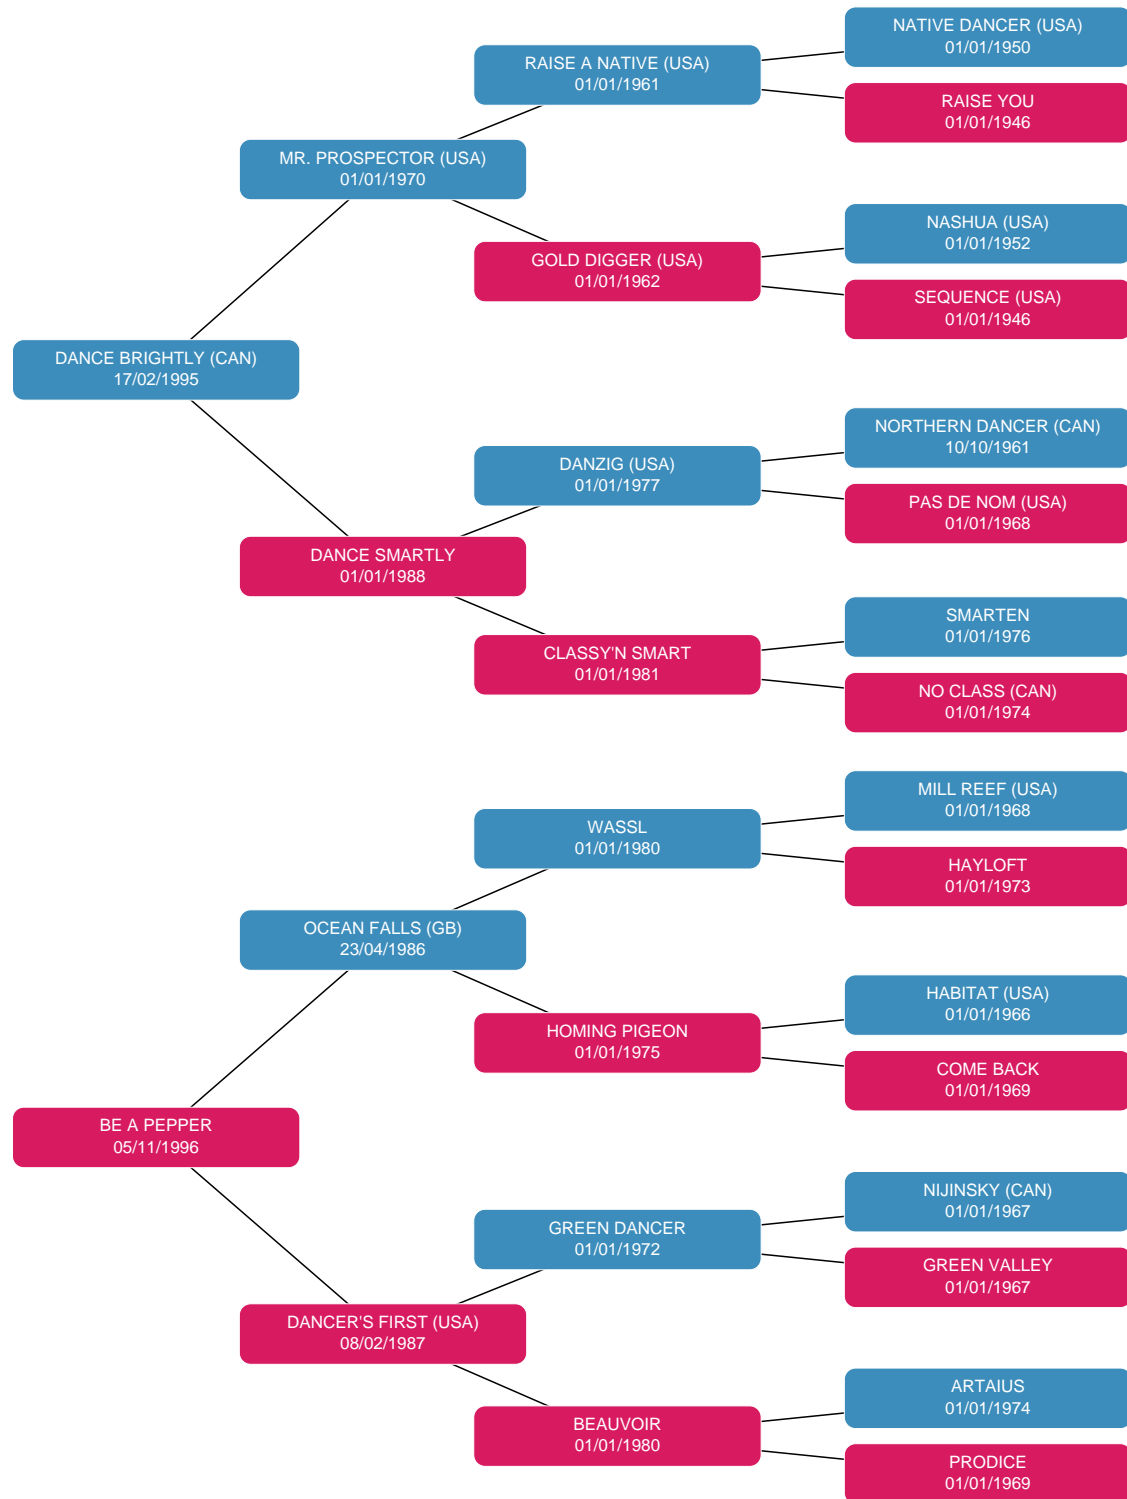 NATIVE DANCER (USA)
01/01/1950
RAISE A NATIVE (USA)
01/01/1961
RAISE YOU
01/01/1946
MR. PROSPECTOR (USA)
01/01/1970
NASHUA (USA)
01/01/1952
GOLD DIGGER (USA)
01/01/1962
SEQUENCE (USA)
01/01/1946
DANCE BRIGHTLY (CAN)
17/02/1995
NORTHERN DANCER (CAN)
10/10/1961
DANZIG (USA)
01/01/1977
PAS DE NOM (USA)
01/01/1968
DANCE SMARTLY
01/01/1988
SMARTEN
01/01/1976
CLASSY'N SMART
01/01/1981
NO CLASS (CAN)
01/01/1974
MILL REEF (USA)
01/01/1968
WASSL
01/01/1980
HAYLOFT
01/01/1973
OCEAN FALLS (GB)
23/04/1986
HABITAT (USA)
01/01/1966
HOMING PIGEON
01/01/1975
COME BACK
01/01/1969
BE A PEPPER
05/11/1996
NIJINSKY (CAN)
01/01/1967
GREEN DANCER
01/01/1972
GREEN VALLEY
01/01/1967
DANCER'S FIRST (USA)
08/02/1987
ARTAIUS
01/01/1974
BEAUVOIR
01/01/1980
PRODICE
01/01/1969